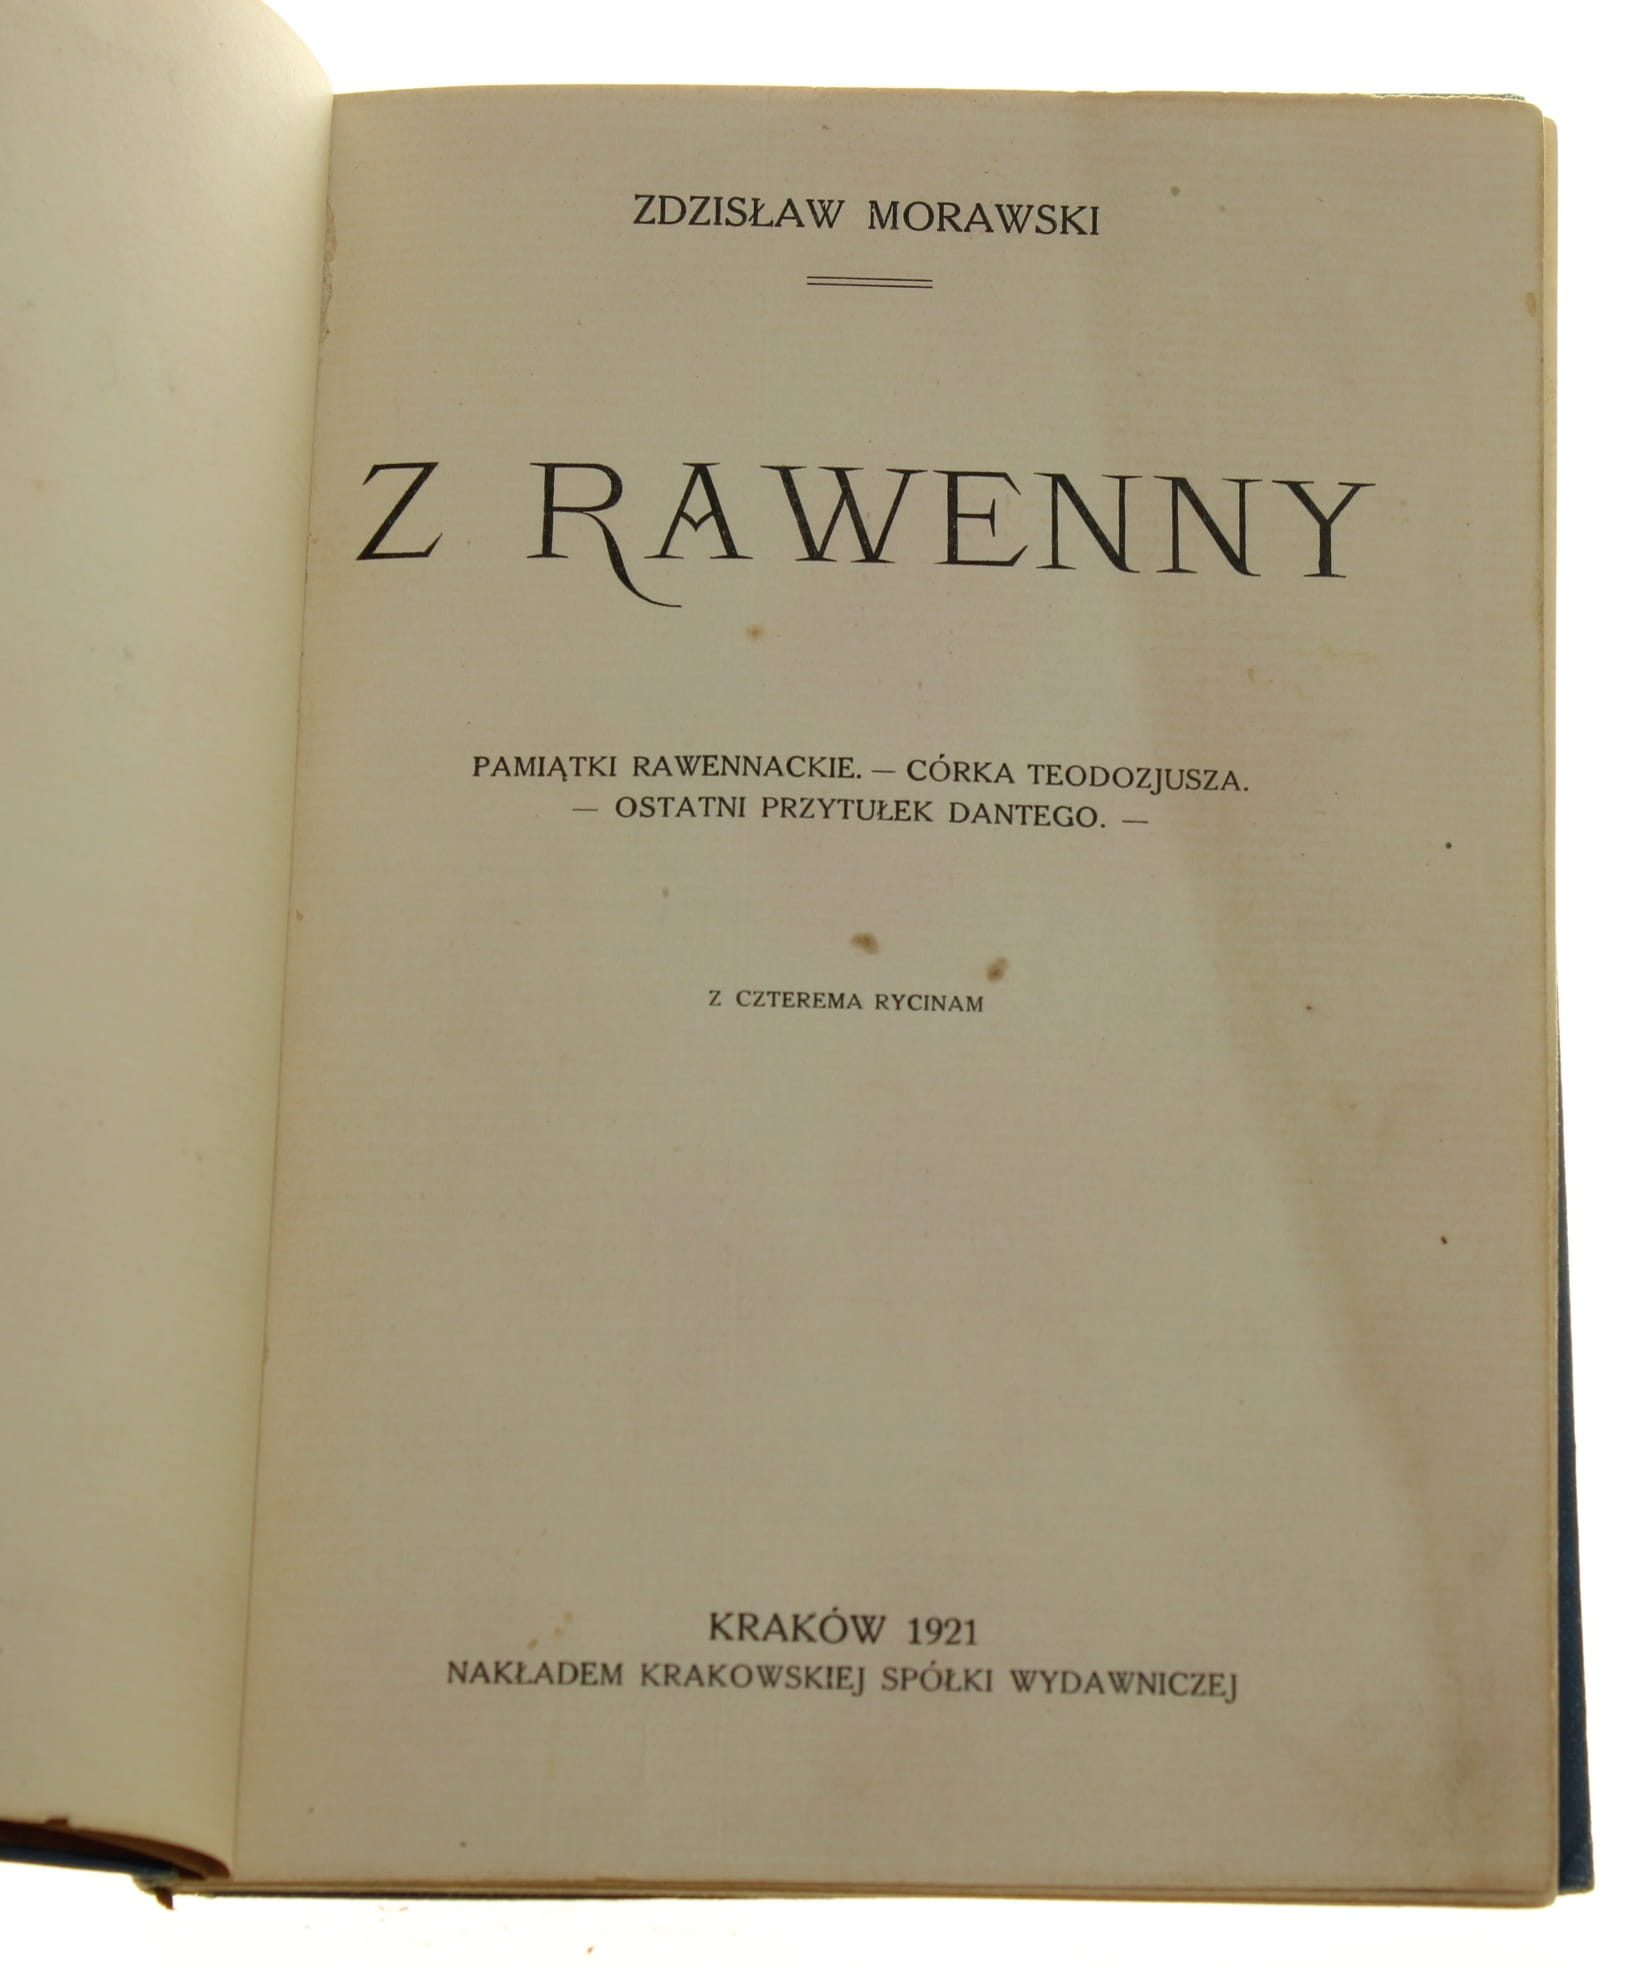 ZDZISŁAW MORAWSKI
Z RAWENNY
PAMIĄTKI RAWENNACKIE. — CÓRKA TEODOZJUSZA.
— OSTATNI PRZYTUŁEK DANTEGO. —
Z CZTEREMA RYCINAM
KRAKÓW 1921
NAKŁADEM KRAKOWSKIEJ SPÓŁKI WYDAWNICZEJ